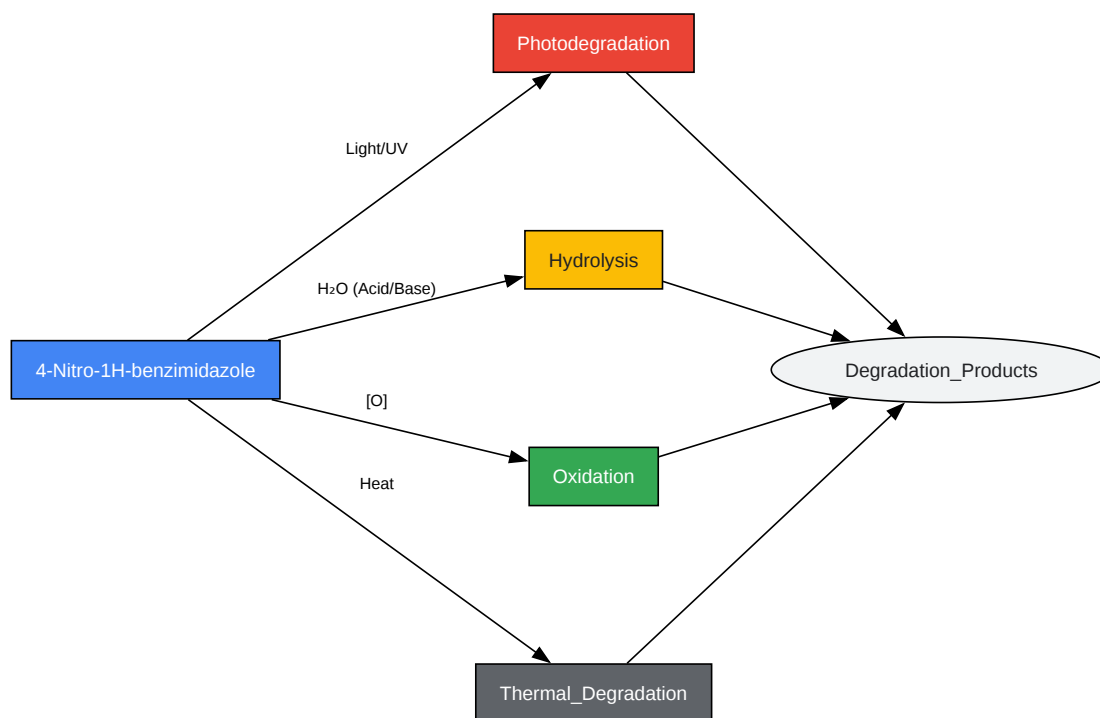 Photodegradation
Light/UV
Hydrolysis
H₂O (Acid/Base)
4-Nitro-1H-benzimidazole
Degradation_Products
[O]
Oxidation
Heat
Thermal_Degradation